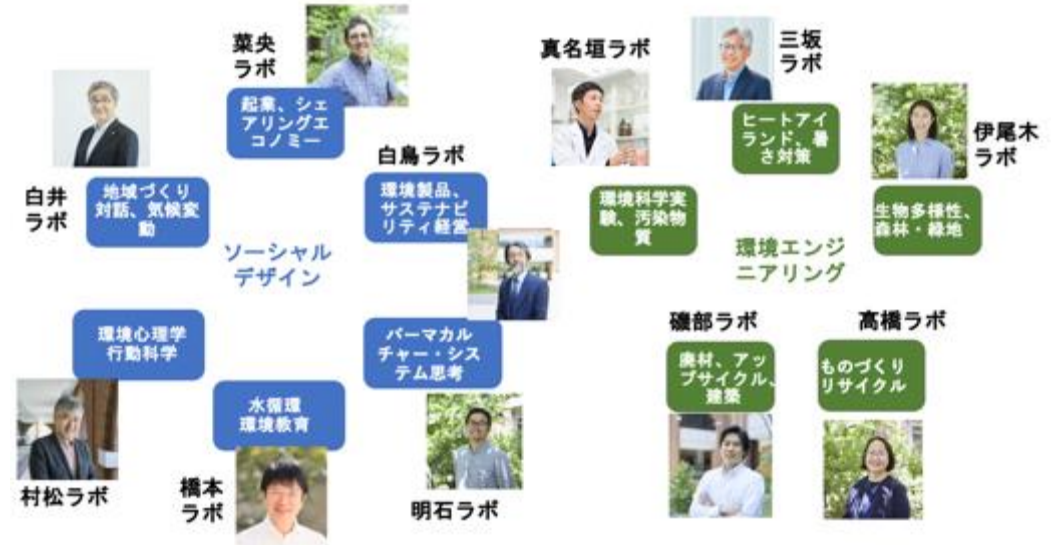 菜央
ラボ
起業、シェ
アリングエ
コノミー
白井
ラボ
地域づくり
対話、気候変
動
白鳥ラボ
環境製品、
サステナビ
リティ経営
ソーシャル
デザイン
環境心理学
行動科学
村松ラボ
水循環
環境教育
橋本
ラボ
パーマカル
チャー・シス
テム思考
明石ラボ
真名垣ラボ
環境科学実
験、汚染物
質
三坂
ラボ
ヒートアイ
ランド、暑
さ対策
伊尾木
ラボ
生物多様性、
森林・緑地
環境エンジ
ニアリング
磯部ラボ
廃材、アッ
プサイクル、
建築
高橋ラボ
ものづくり
リサイクル